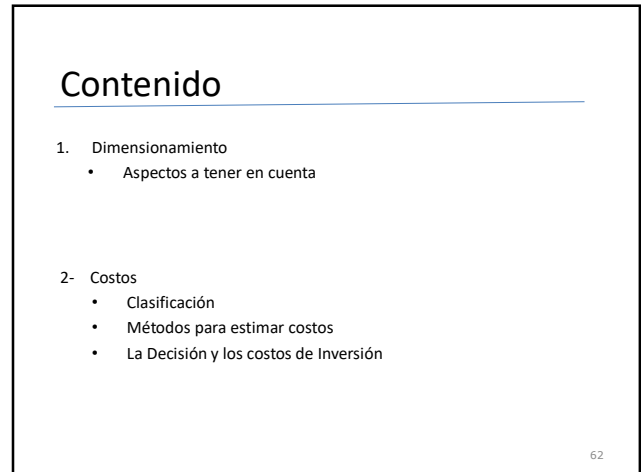 Contenido
1. Dimensionamiento
• Aspectos a tener en cuenta
2- Costos
• Clasificación
• Métodos para estimar costos
• La Decisión y los costos de Inversión
62